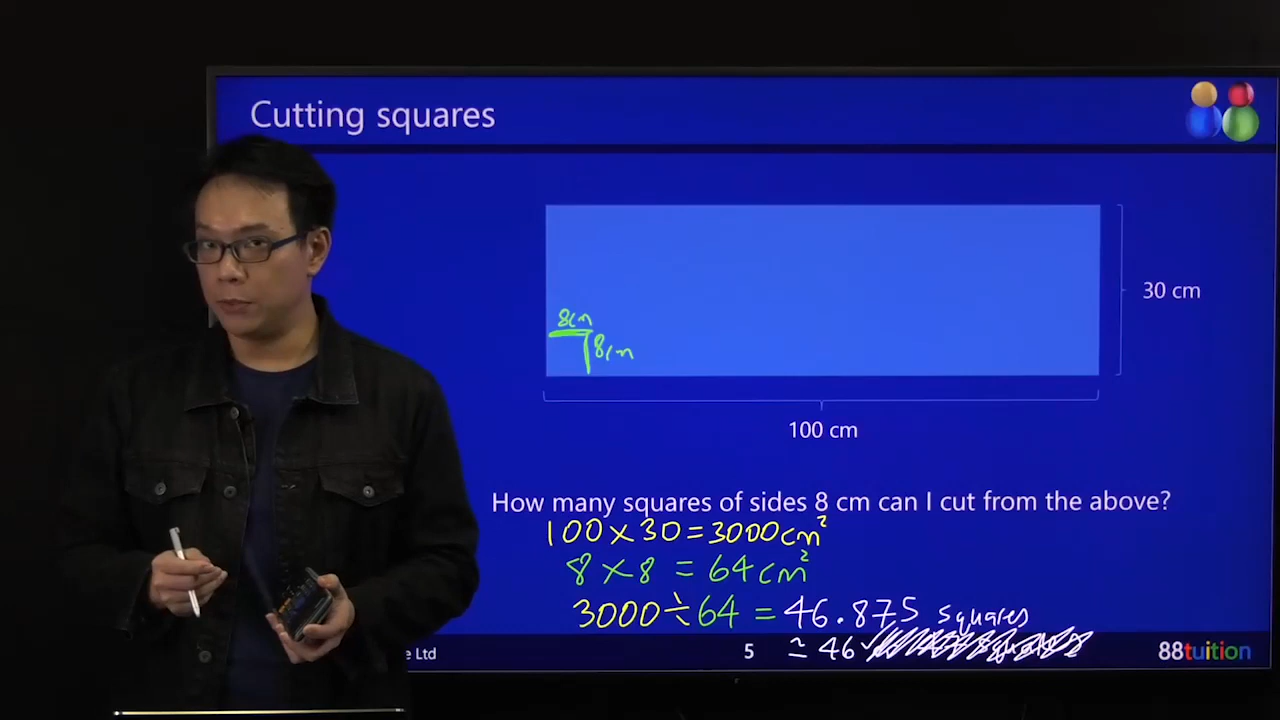 Cutting squares
8cm
8cm
30 cm
100 cm
How many squares of sides 8 cm can I cut from the above?
100 × 30 = 3000cm²
8 × 8 = 64cm²
3000 ÷ 64 = 46.875 squares
≃ 46
e Ltd
5
88tuition